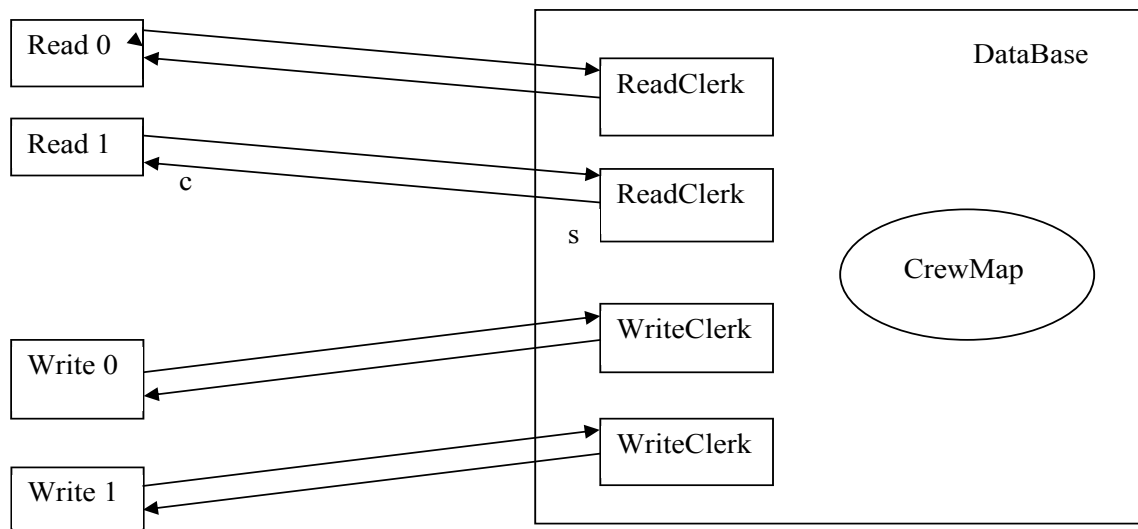 Read 0
DataBase
ReadClerk
Read 1
c
ReadClerk
s
CrewMap
WriteClerk
Write 0
WriteClerk
Write 1